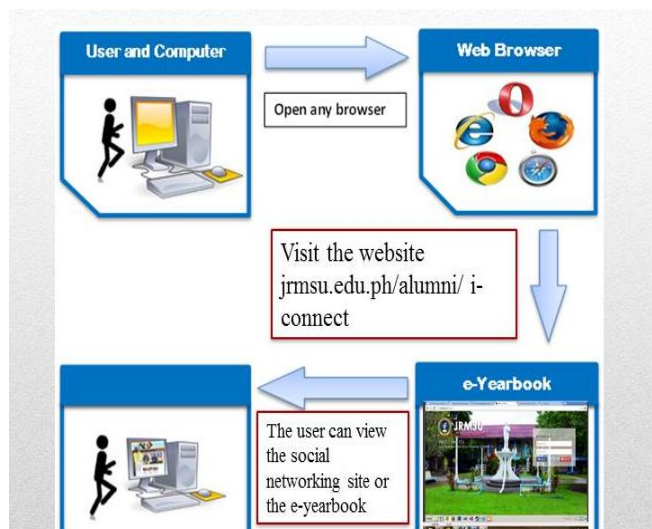 User and Computer
Web Browser
Open any browser
Visit the website
jrmsu.edu.ph/alumni/ i-
connect
e-Yearbook
JRMSU
The user can view
the social
networking site or
the e-yearbook